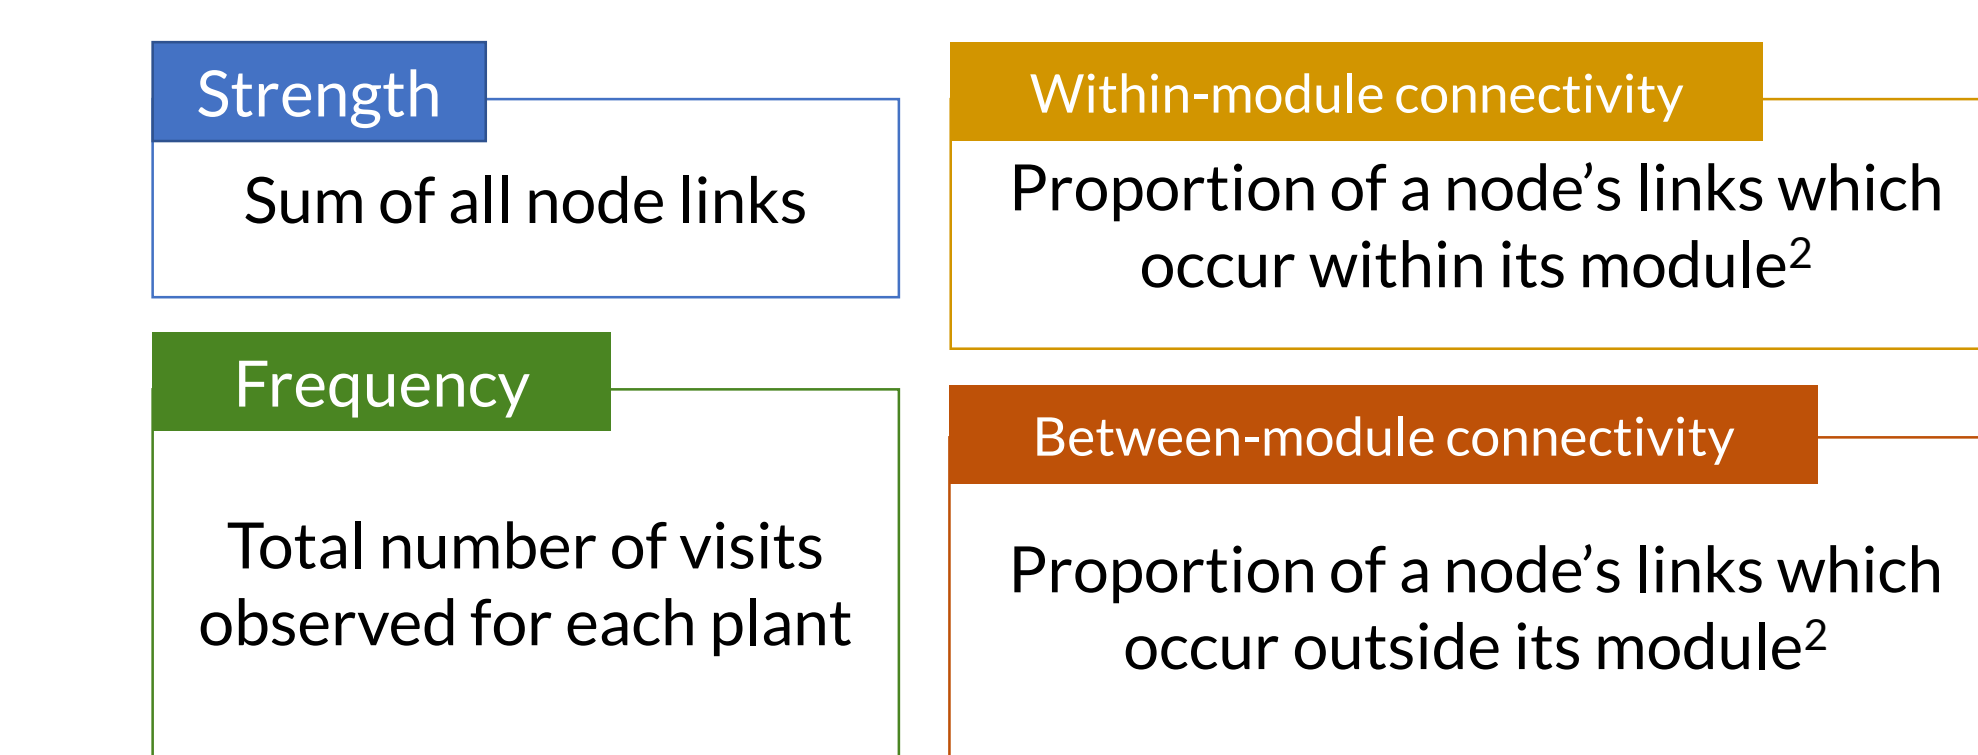 Strength
Sum of all node links
Frequency
Total number of visits
observed for each plant
Within-module connectivity
Proportion of a node’s links which
occur within its module²
Between-module connectivity
Proportion of a node’s links which
occur outside its module²